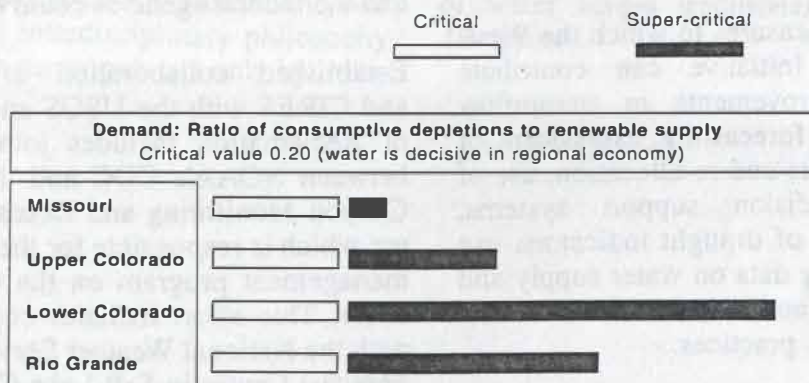 Critical
Super-critical
Demand: Ratio of consumptive depletions to renewable supply
Critical value 0.20 (water is decisive in regional economy)
Missouri
Upper Colorado
Lower Colorado
Rio Grande